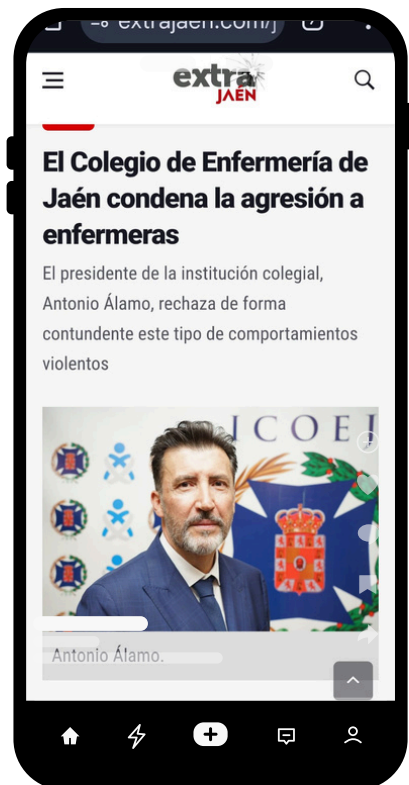 extrajaen.com/j
extra
JAÉN
El Colegio de Enfermería de
Jaén condena la agresión a
enfermeras
El presidente de la institución colegial,
Antonio Álamo, rechaza de forma
contundente este tipo de comportamientos
violentos
ICOEJ
Antonio Álamo.